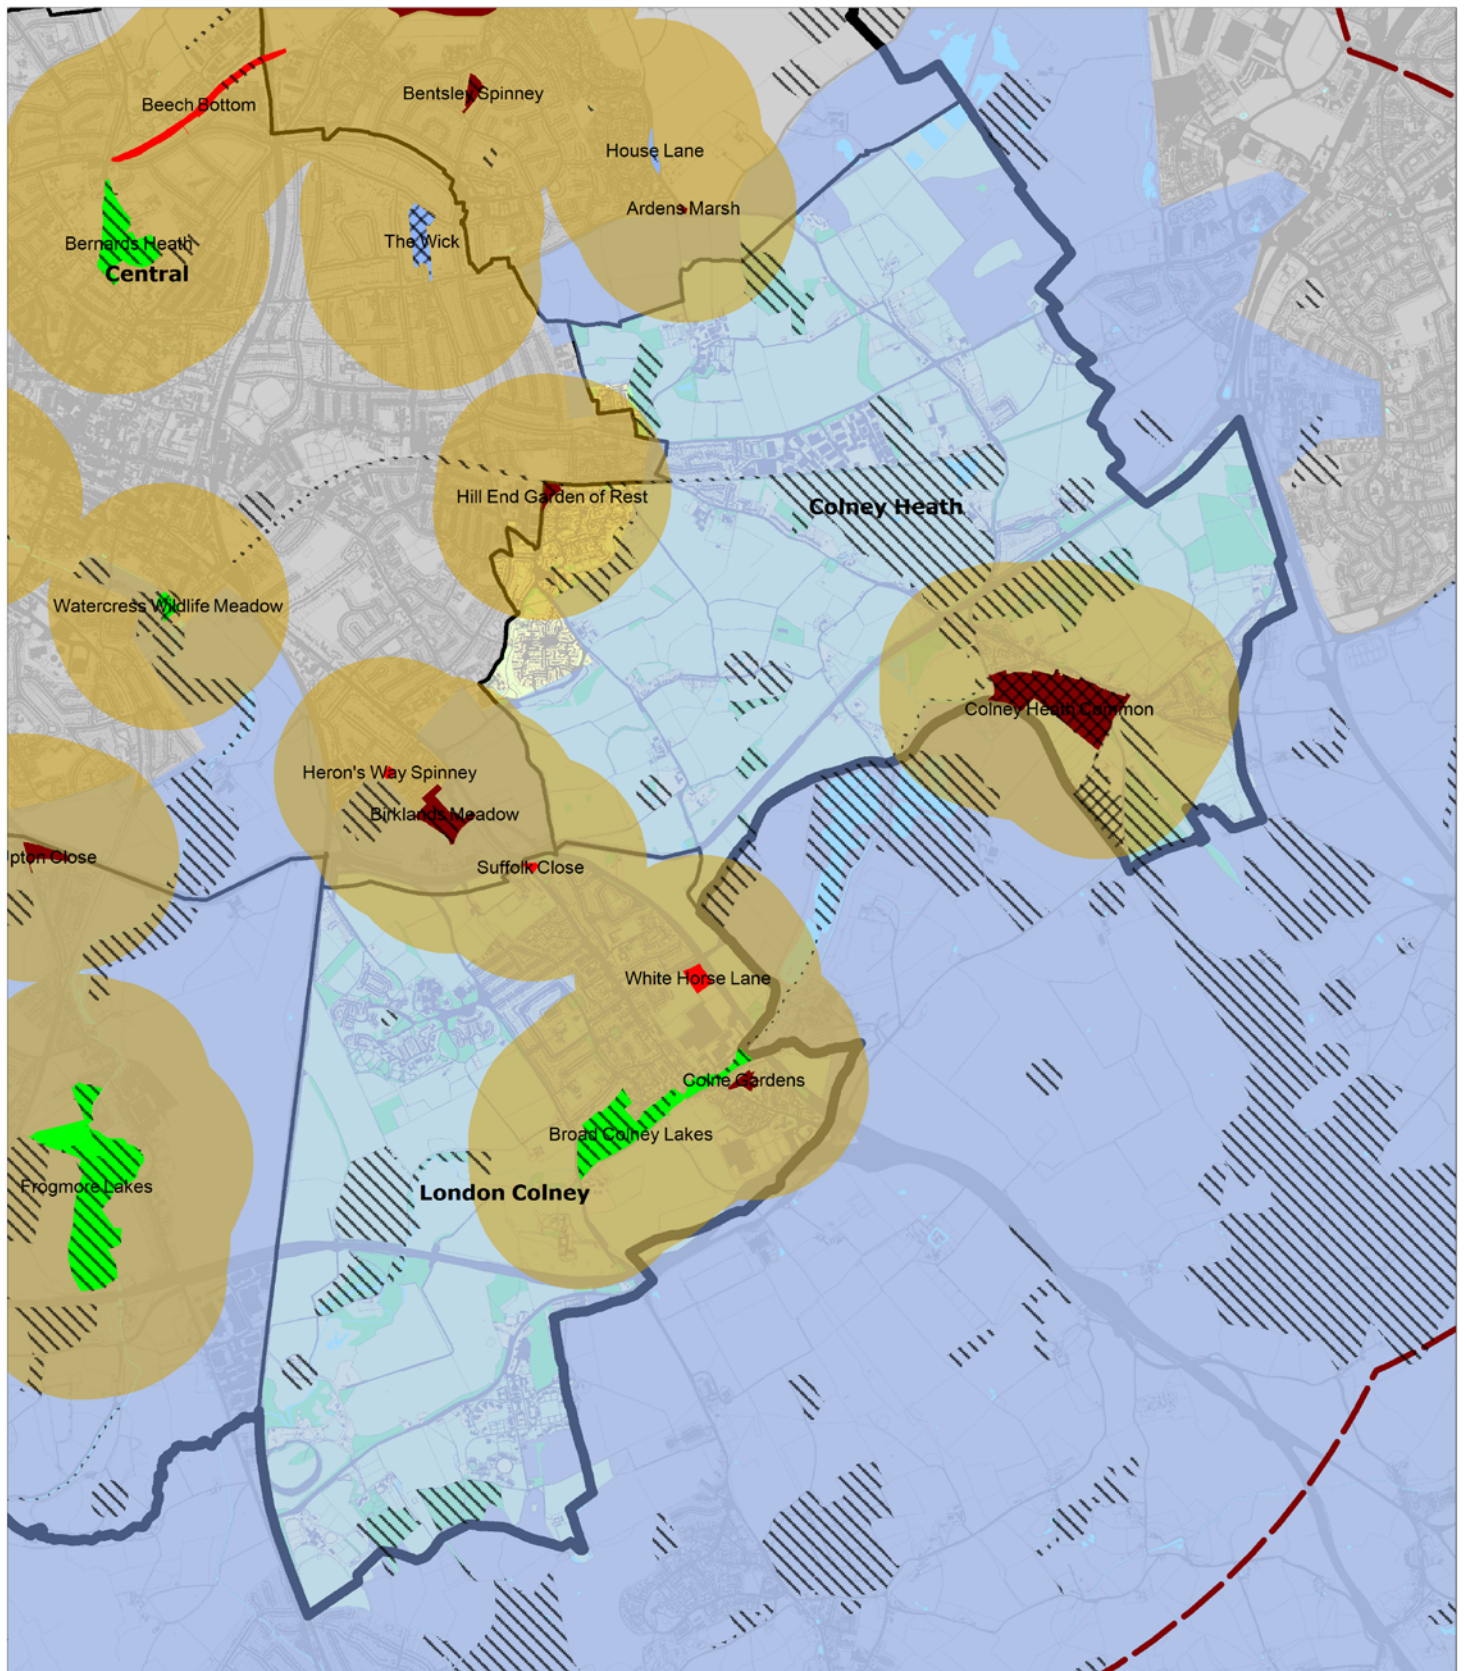 Bentsley Spinney
Beech Bottom
House Lane
Ardens Marsh
The Wick
Bernards Heath
Central
Hill End Garden of Rest
Colney Heath
Watercress Wildlife Meadow
Colney Heath Common
Heron's Way Spinney
Birklands Meadow
pton Close
Suffolk Close
White Horse Lane
Colne Gardens
Broad Colney Lakes
Frogmore Lakes
London Colney